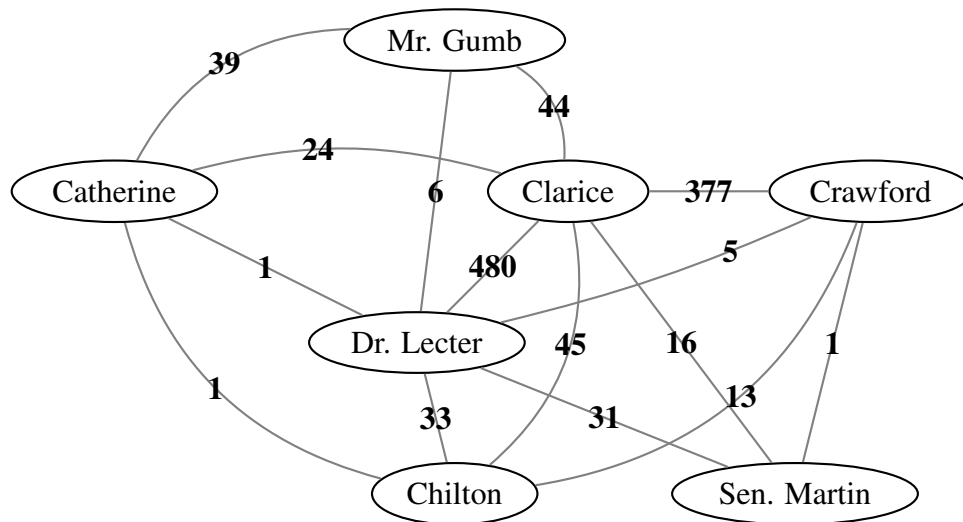 Mr. Gumb
39
44
24
Catherine
6
Clarice
377
Crawford
1
480
5
Dr. Lecter
45
16
1
1
33
31
13
Chilton
Sen. Martin